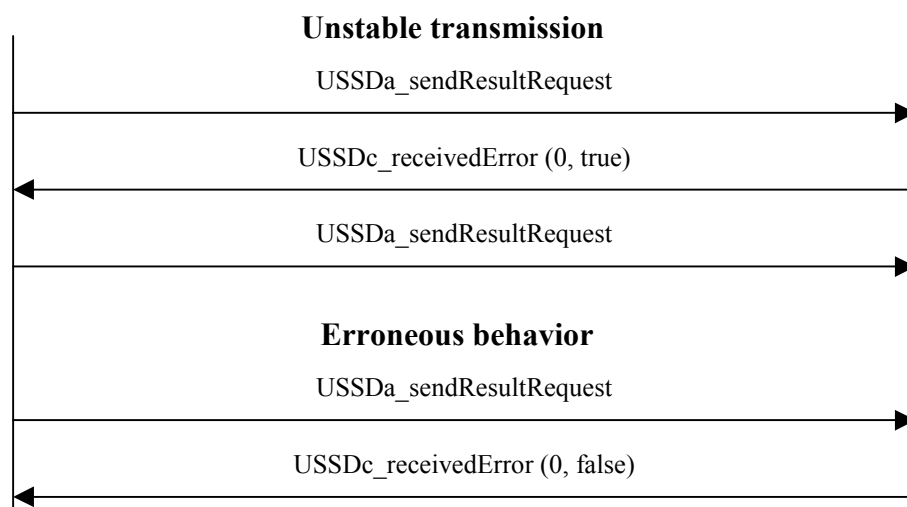 Unstable transmission
USSDa_sendResultRequest
USSDc_receivedError (0, true)
USSDa_sendResultRequest
Erroneous behavior
USSDa_sendResultRequest
USSDc_receivedError (0, false)